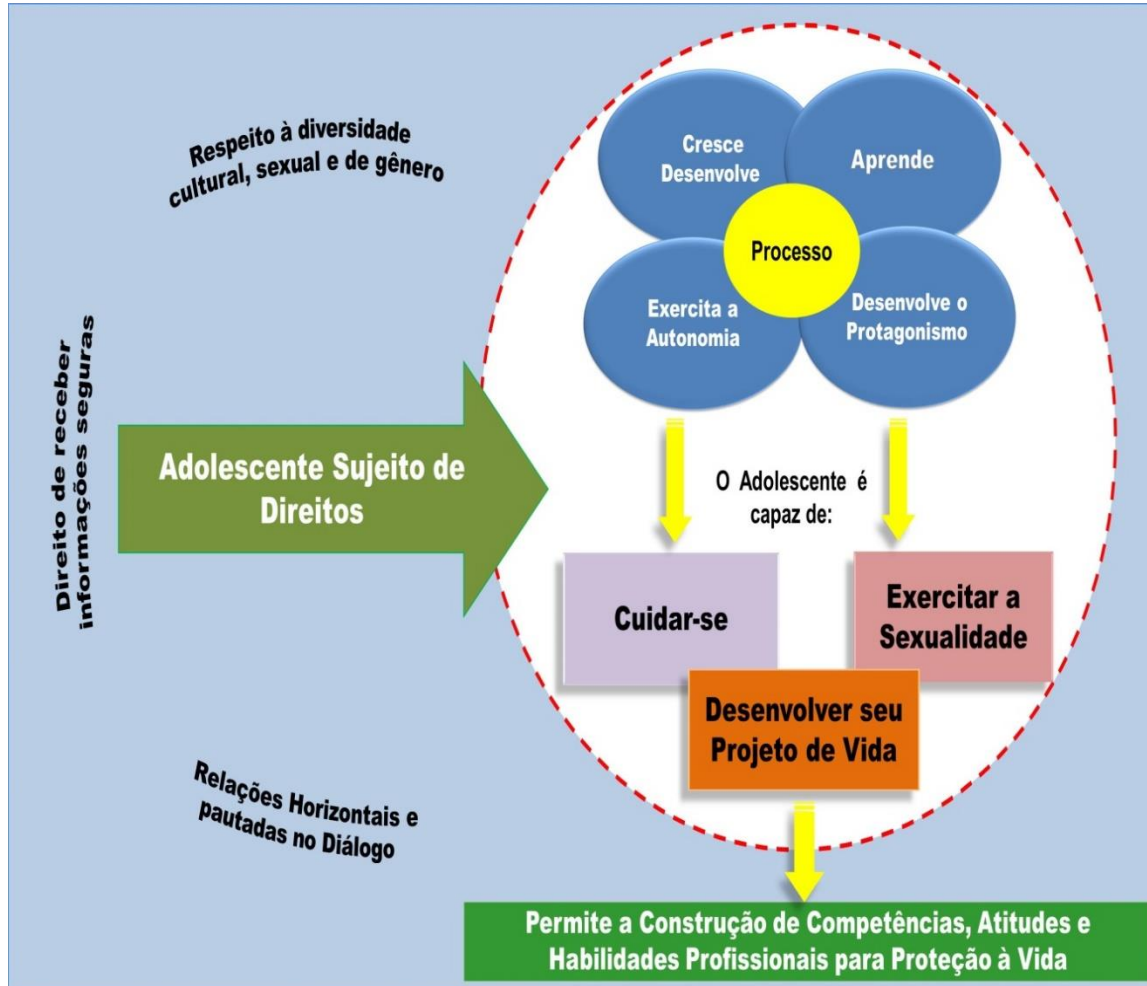 Respeito à diversidade
cultural, sexual e de gênero
Direito de receber
informações seguras
Adolescente Sujeito de
Direitos
Relações Horizontais e
pautadas no Diálogo
Cresce
Desenvolve
Aprende
Processo
Exercita a
Autonomia
Desenvolve o
Protagonismo
O Adolescente é
capaz de:
Cuidar-se
Exercitar a
Sexualidade
Desenvolver seu
Projeto de Vida
Permite a Construção de Competências, Atitudes e
Habilidades Profissionais para Proteção à Vida